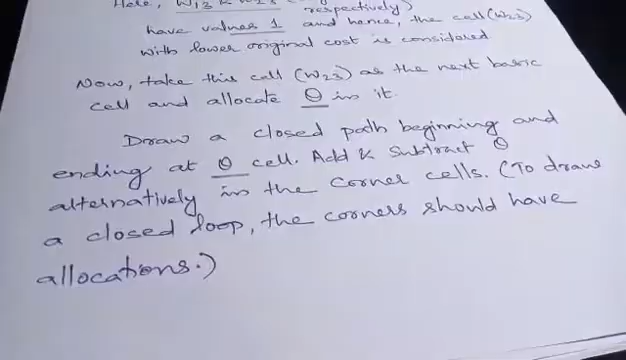 Here, W13 & W23 respectively)
have values 1 and hence, the cell (W23)
with lower original cost is considered
Now, take this cell (W23) as the next basic
cell and allocate θ in it.
Draw a closed path beginning and
ending at θ cell. Add & Subtract θ
alternatively in the corner cells. (To draw
a closed loop, the corners should have
allocations.)